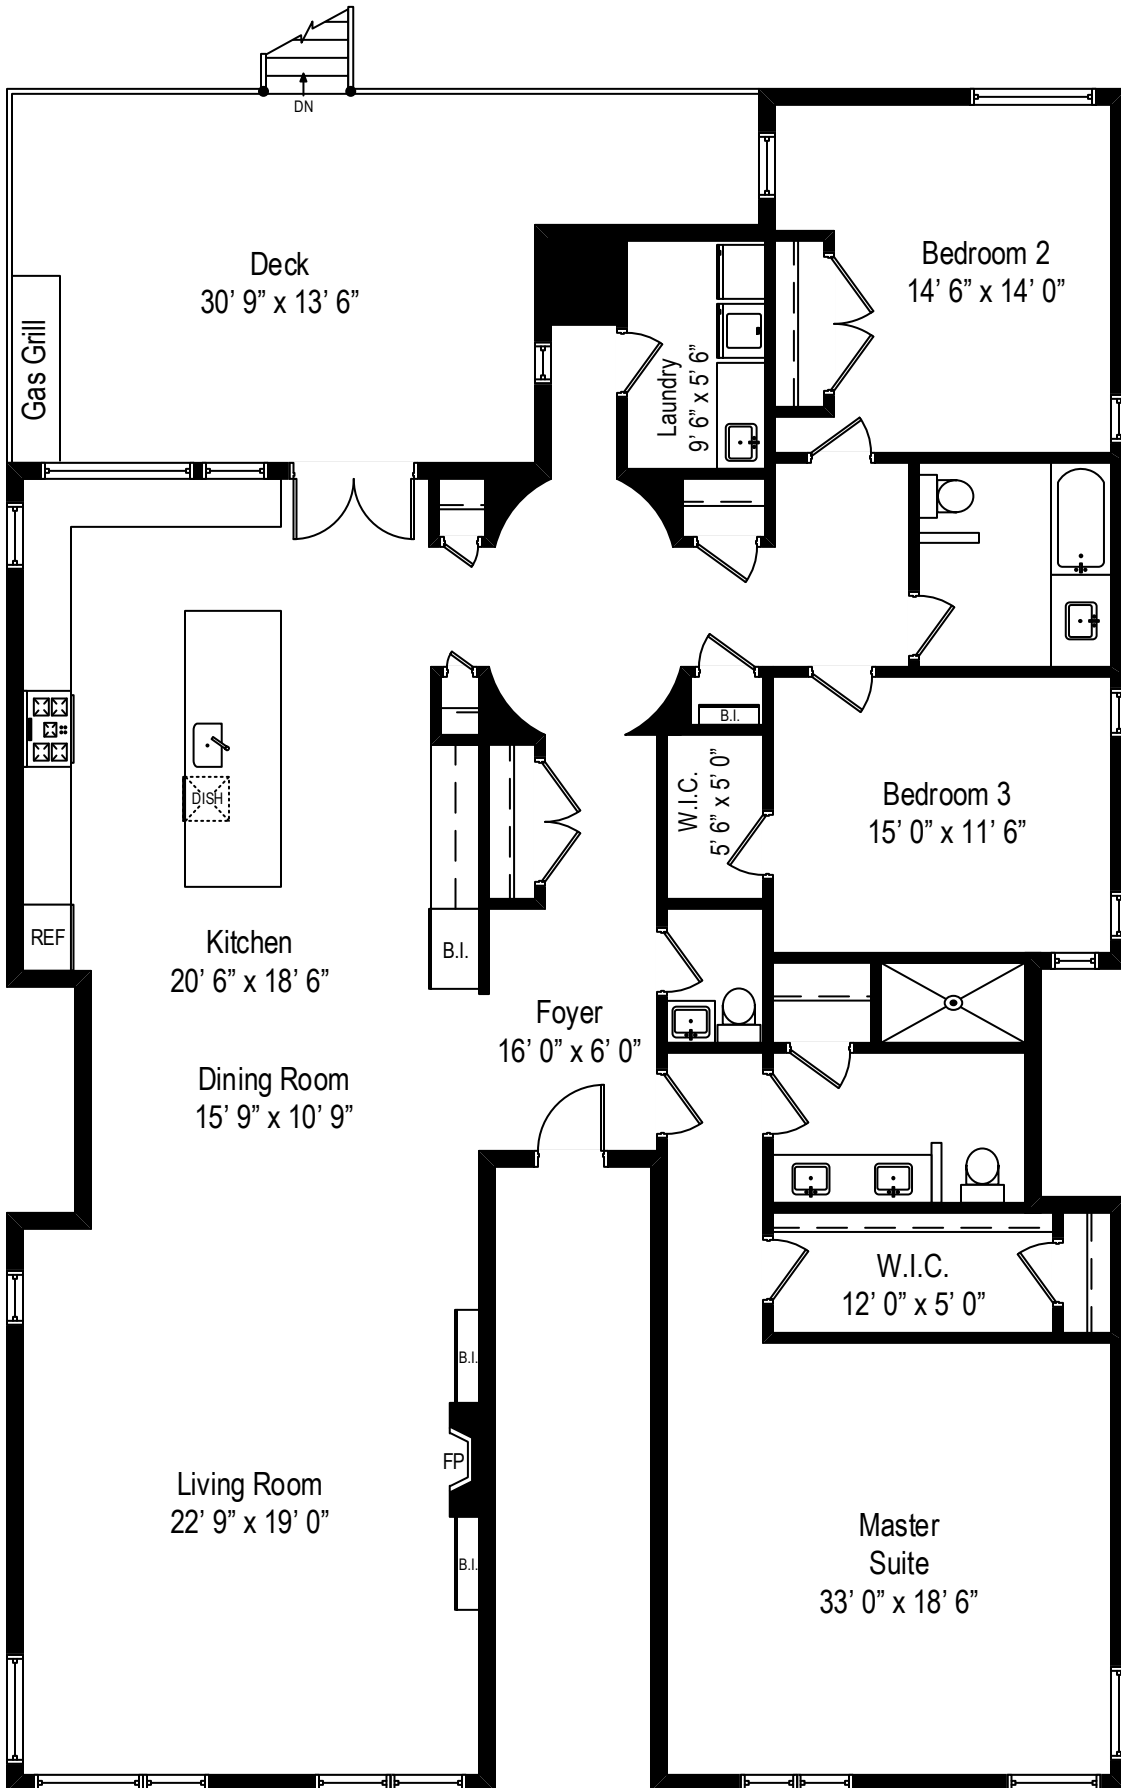 DN
Deck
30’ 9” x 13’ 6”
Gas Grill
Bedroom 2
14’ 6” x 14’ 0”
Laundry
9’ 6” x 5’ 6”
B.I.
W.I.C.
5’ 6” x 5’ 0”
Bedroom 3
15’ 0” x 11’ 6”
DISH
REF
Kitchen
20’ 6” x 18’ 6”
B.I.
Foyer
16’ 0” x 6’ 0”
Dining Room
15’ 9” x 10’ 9”
W.I.C.
12’ 0” x 5’ 0”
B.I.
FP
Living Room
22’ 9” x 19’ 0”
B.I.
Master
Suite
33’ 0” x 18’ 6”